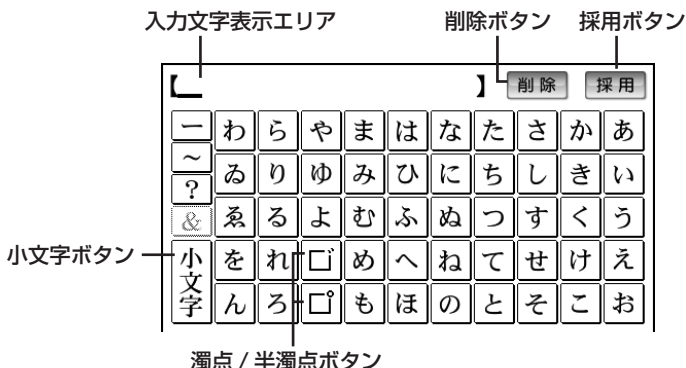 入力文字表示エリア 削除ボタン 採用ボタン
【_ 】 削除 採用
ー わ ら や ま は な た さ か あ
~ ゐ り ゆ み ひ に ち し き い
?
& ゑ る よ む ふ ぬ つ す く う
小文字ボタン 小文字 を れ □゛ め へ ね て せ け え
ん ろ □゜ も ほ の と そ こ お
濁点 / 半濁点ボタン